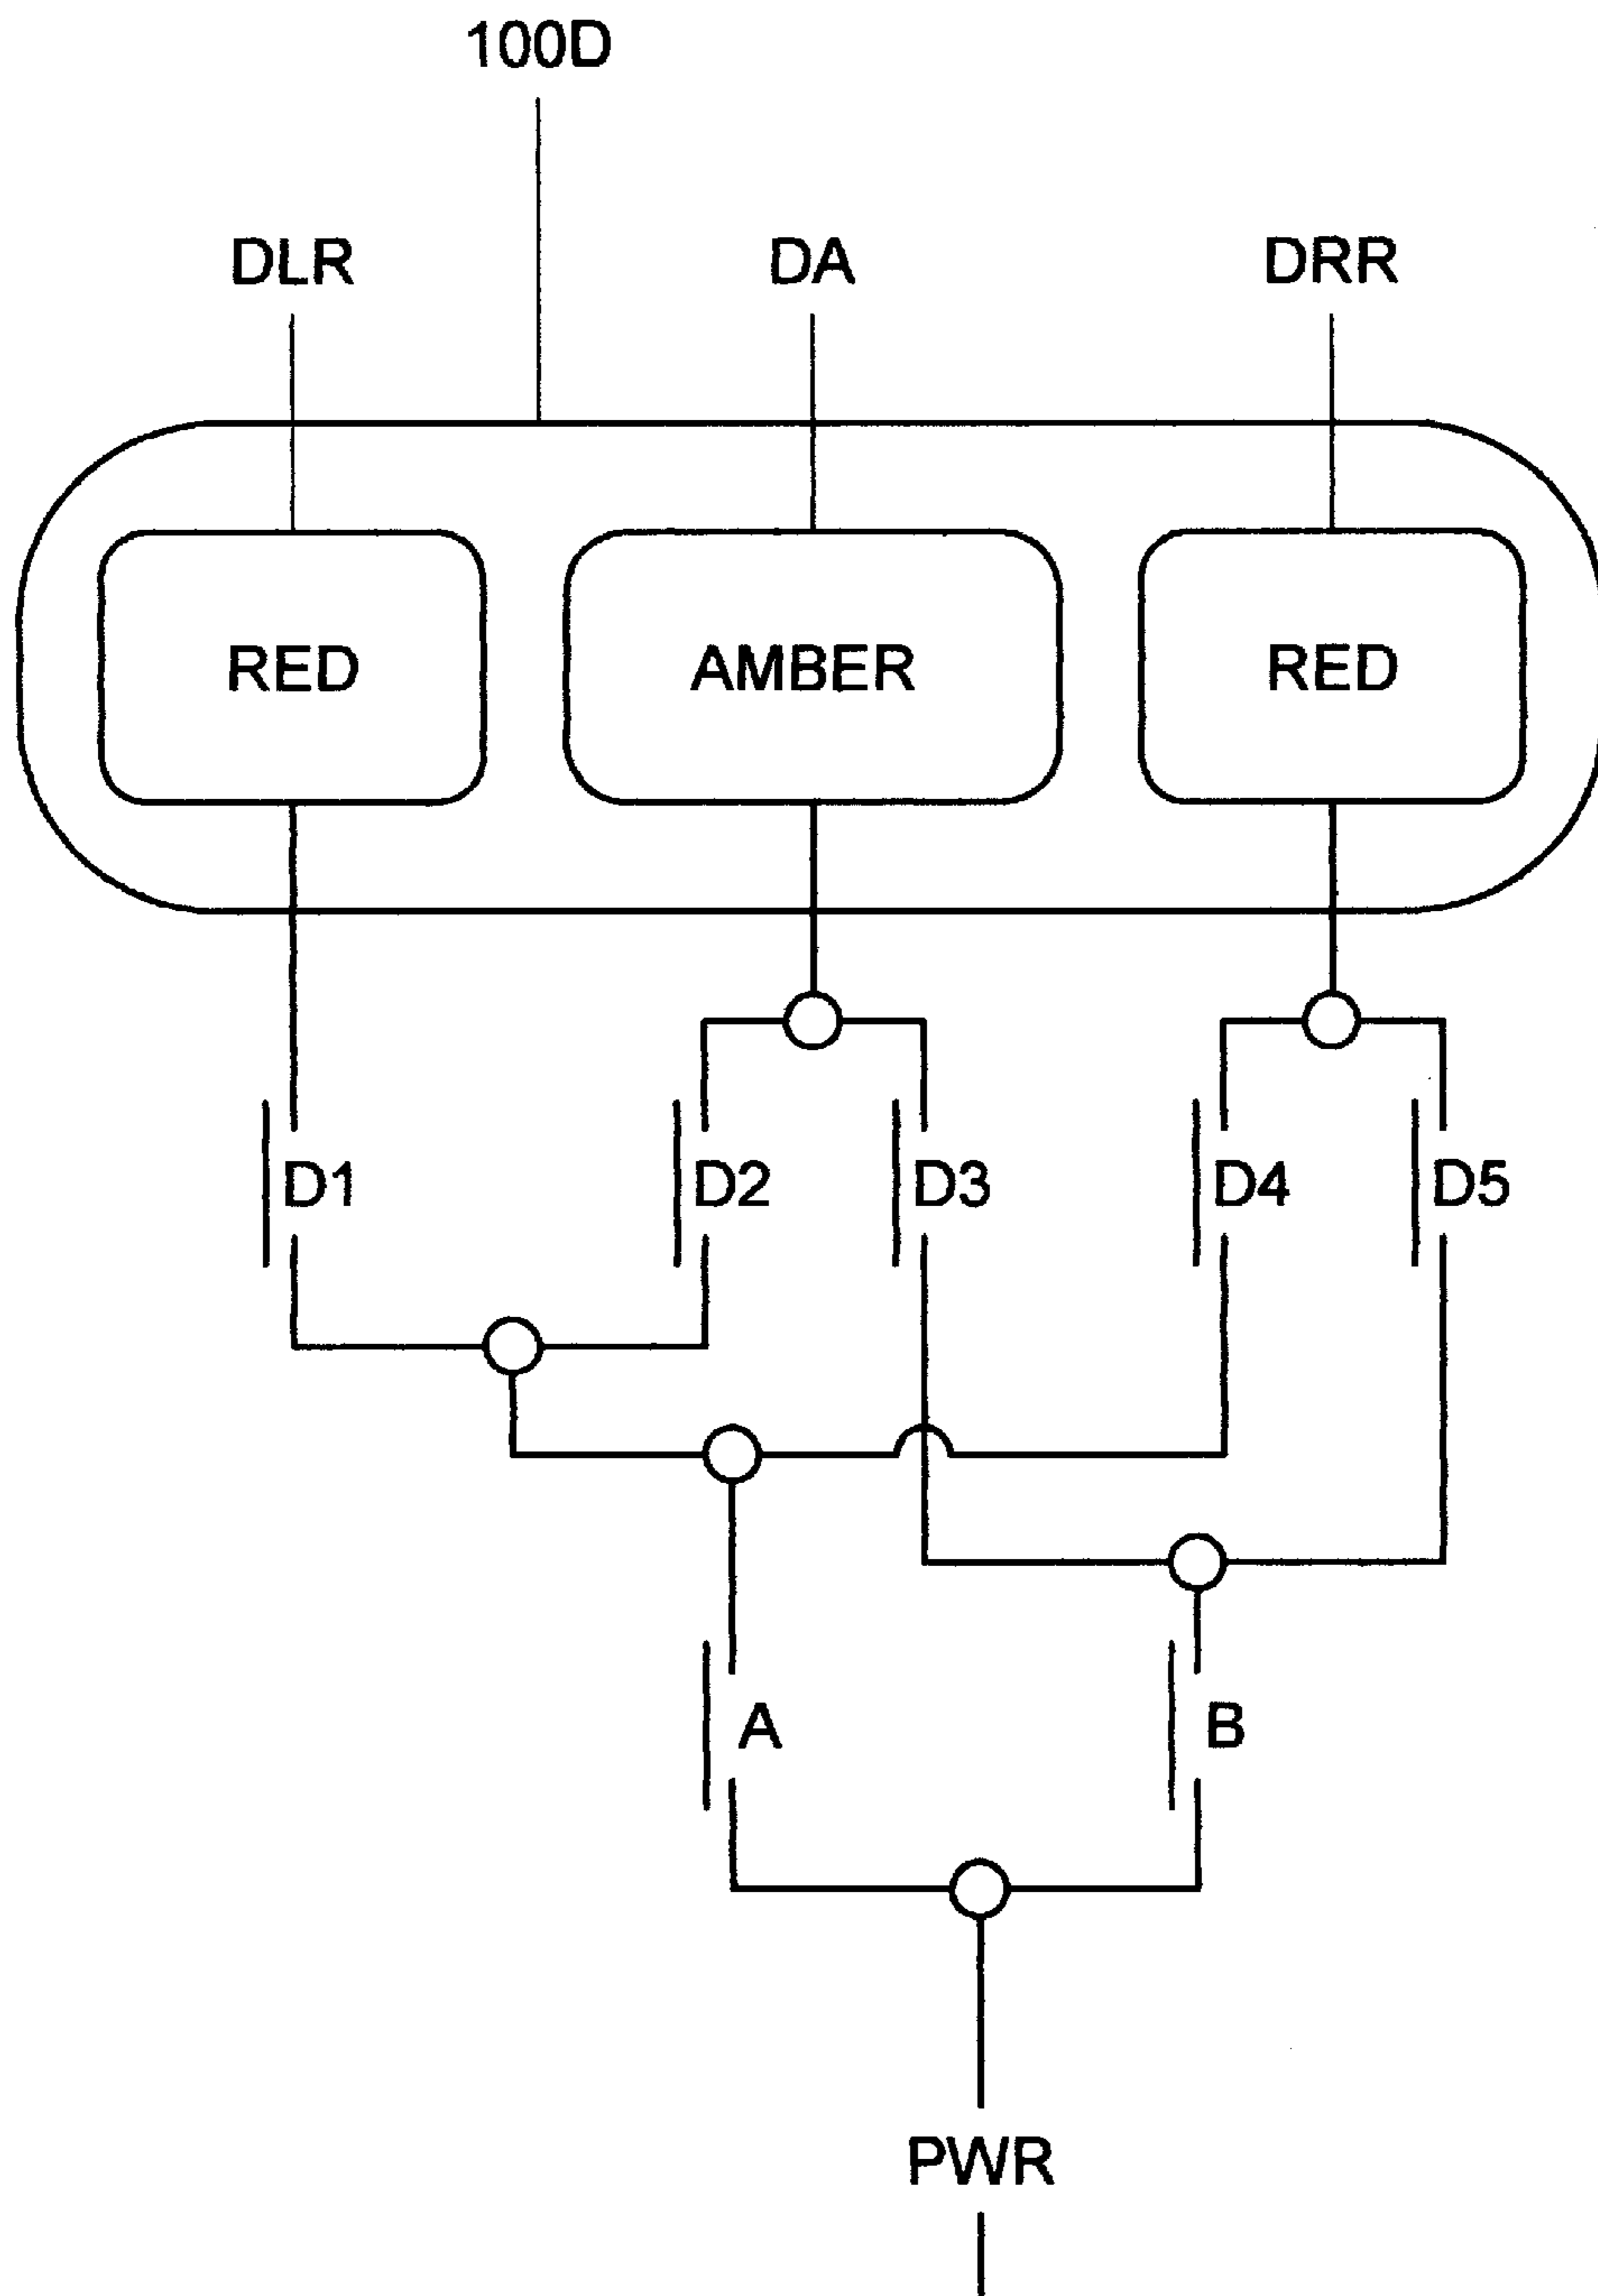 100D
DLR DA DRR
RED AMBER RED
D1 D2 D3 D4 D5
A B
PWR